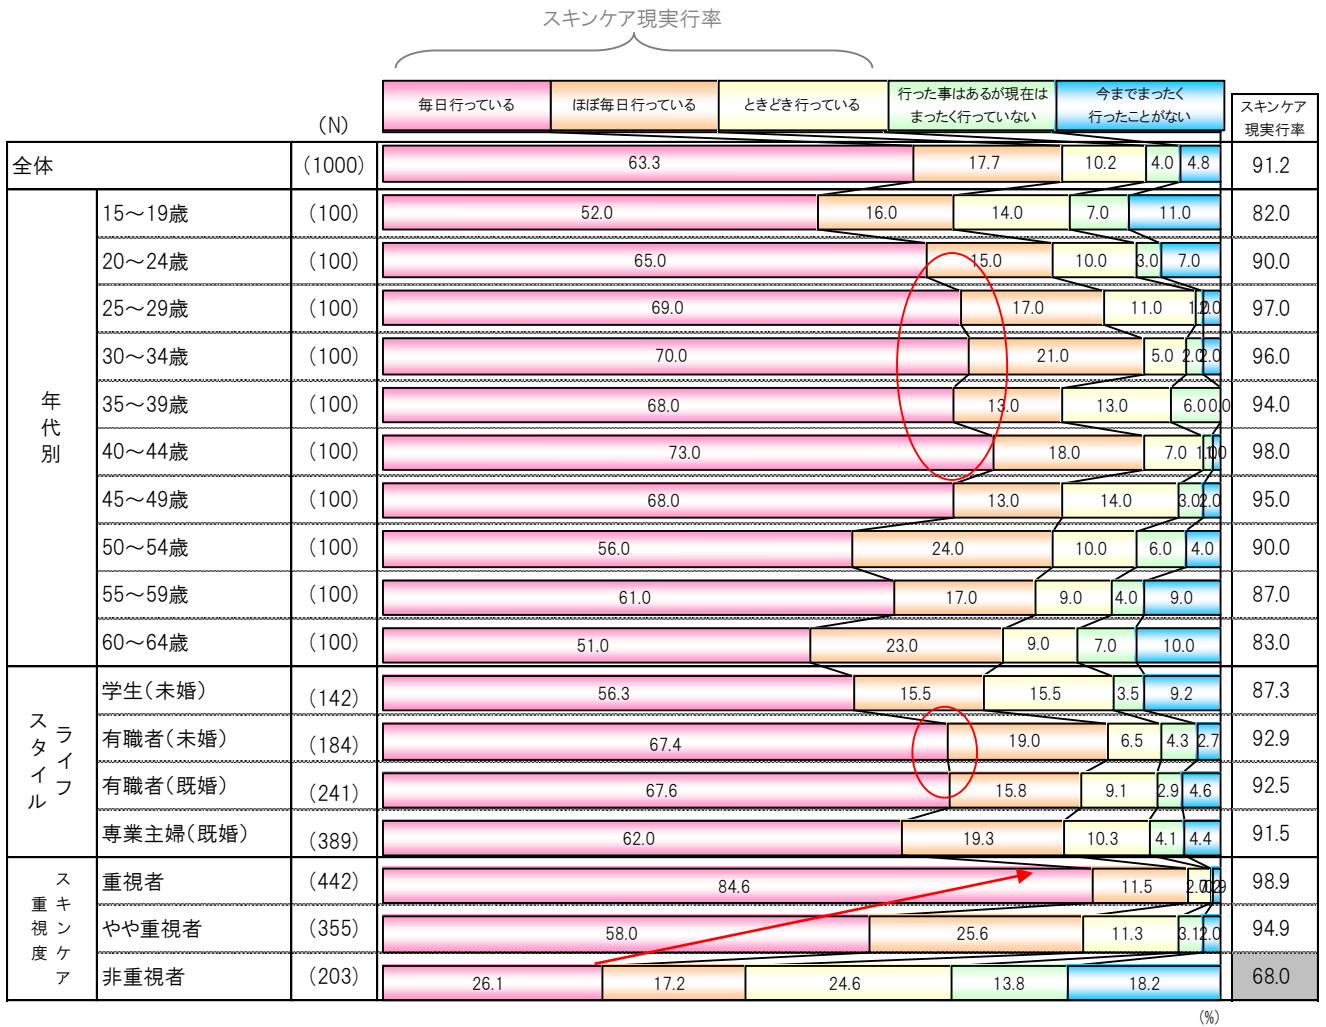 スキンケア現実行率
毎日行っている ほぼ毎日行っている ときどき行っている 行った事はあるが現在は 今までまったく
まったく行っていない 行ったことがない
スキンケア
現実行率
(N)
全体 (1000) 63.3 17.7 10.2 4.0 4.8 91.2
年代別
15～19歳 (100) 52.0 16.0 14.0 7.0 11.0 82.0
20～24歳 (100) 65.0 15.0 10.0 3.0 7.0 90.0
25～29歳 (100) 69.0 17.0 11.0 97.0
30～34歳 (100) 70.0 21.0 5.0 2.0 2.0 96.0
35～39歳 (100) 68.0 13.0 13.0 6.0 0.0 94.0
40～44歳 (100) 73.0 18.0 7.0 98.0
45～49歳 (100) 68.0 13.0 14.0 3.0 2.0 95.0
50～54歳 (100) 56.0 24.0 10.0 6.0 4.0 90.0
55～59歳 (100) 61.0 17.0 9.0 4.0 9.0 87.0
60～64歳 (100) 51.0 23.0 9.0 7.0 10.0 83.0
ライフスタイル
学生(未婚) (142) 56.3 15.5 15.5 3.5 9.2 87.3
有職者(未婚) (184) 67.4 19.0 6.5 4.3 2.7 92.9
有職者(既婚) (241) 67.6 15.8 9.1 2.9 4.6 92.5
専業主婦(既婚) (389) 62.0 19.3 10.3 4.1 4.4 91.5
スキンケア重視度
重視者 (442) 84.6 11.5 98.9
やや重視者 (355) 58.0 25.6 11.3 3.1 2.0 94.9
非重視者 (203) 26.1 17.2 24.6 13.8 18.2 68.0
(%)